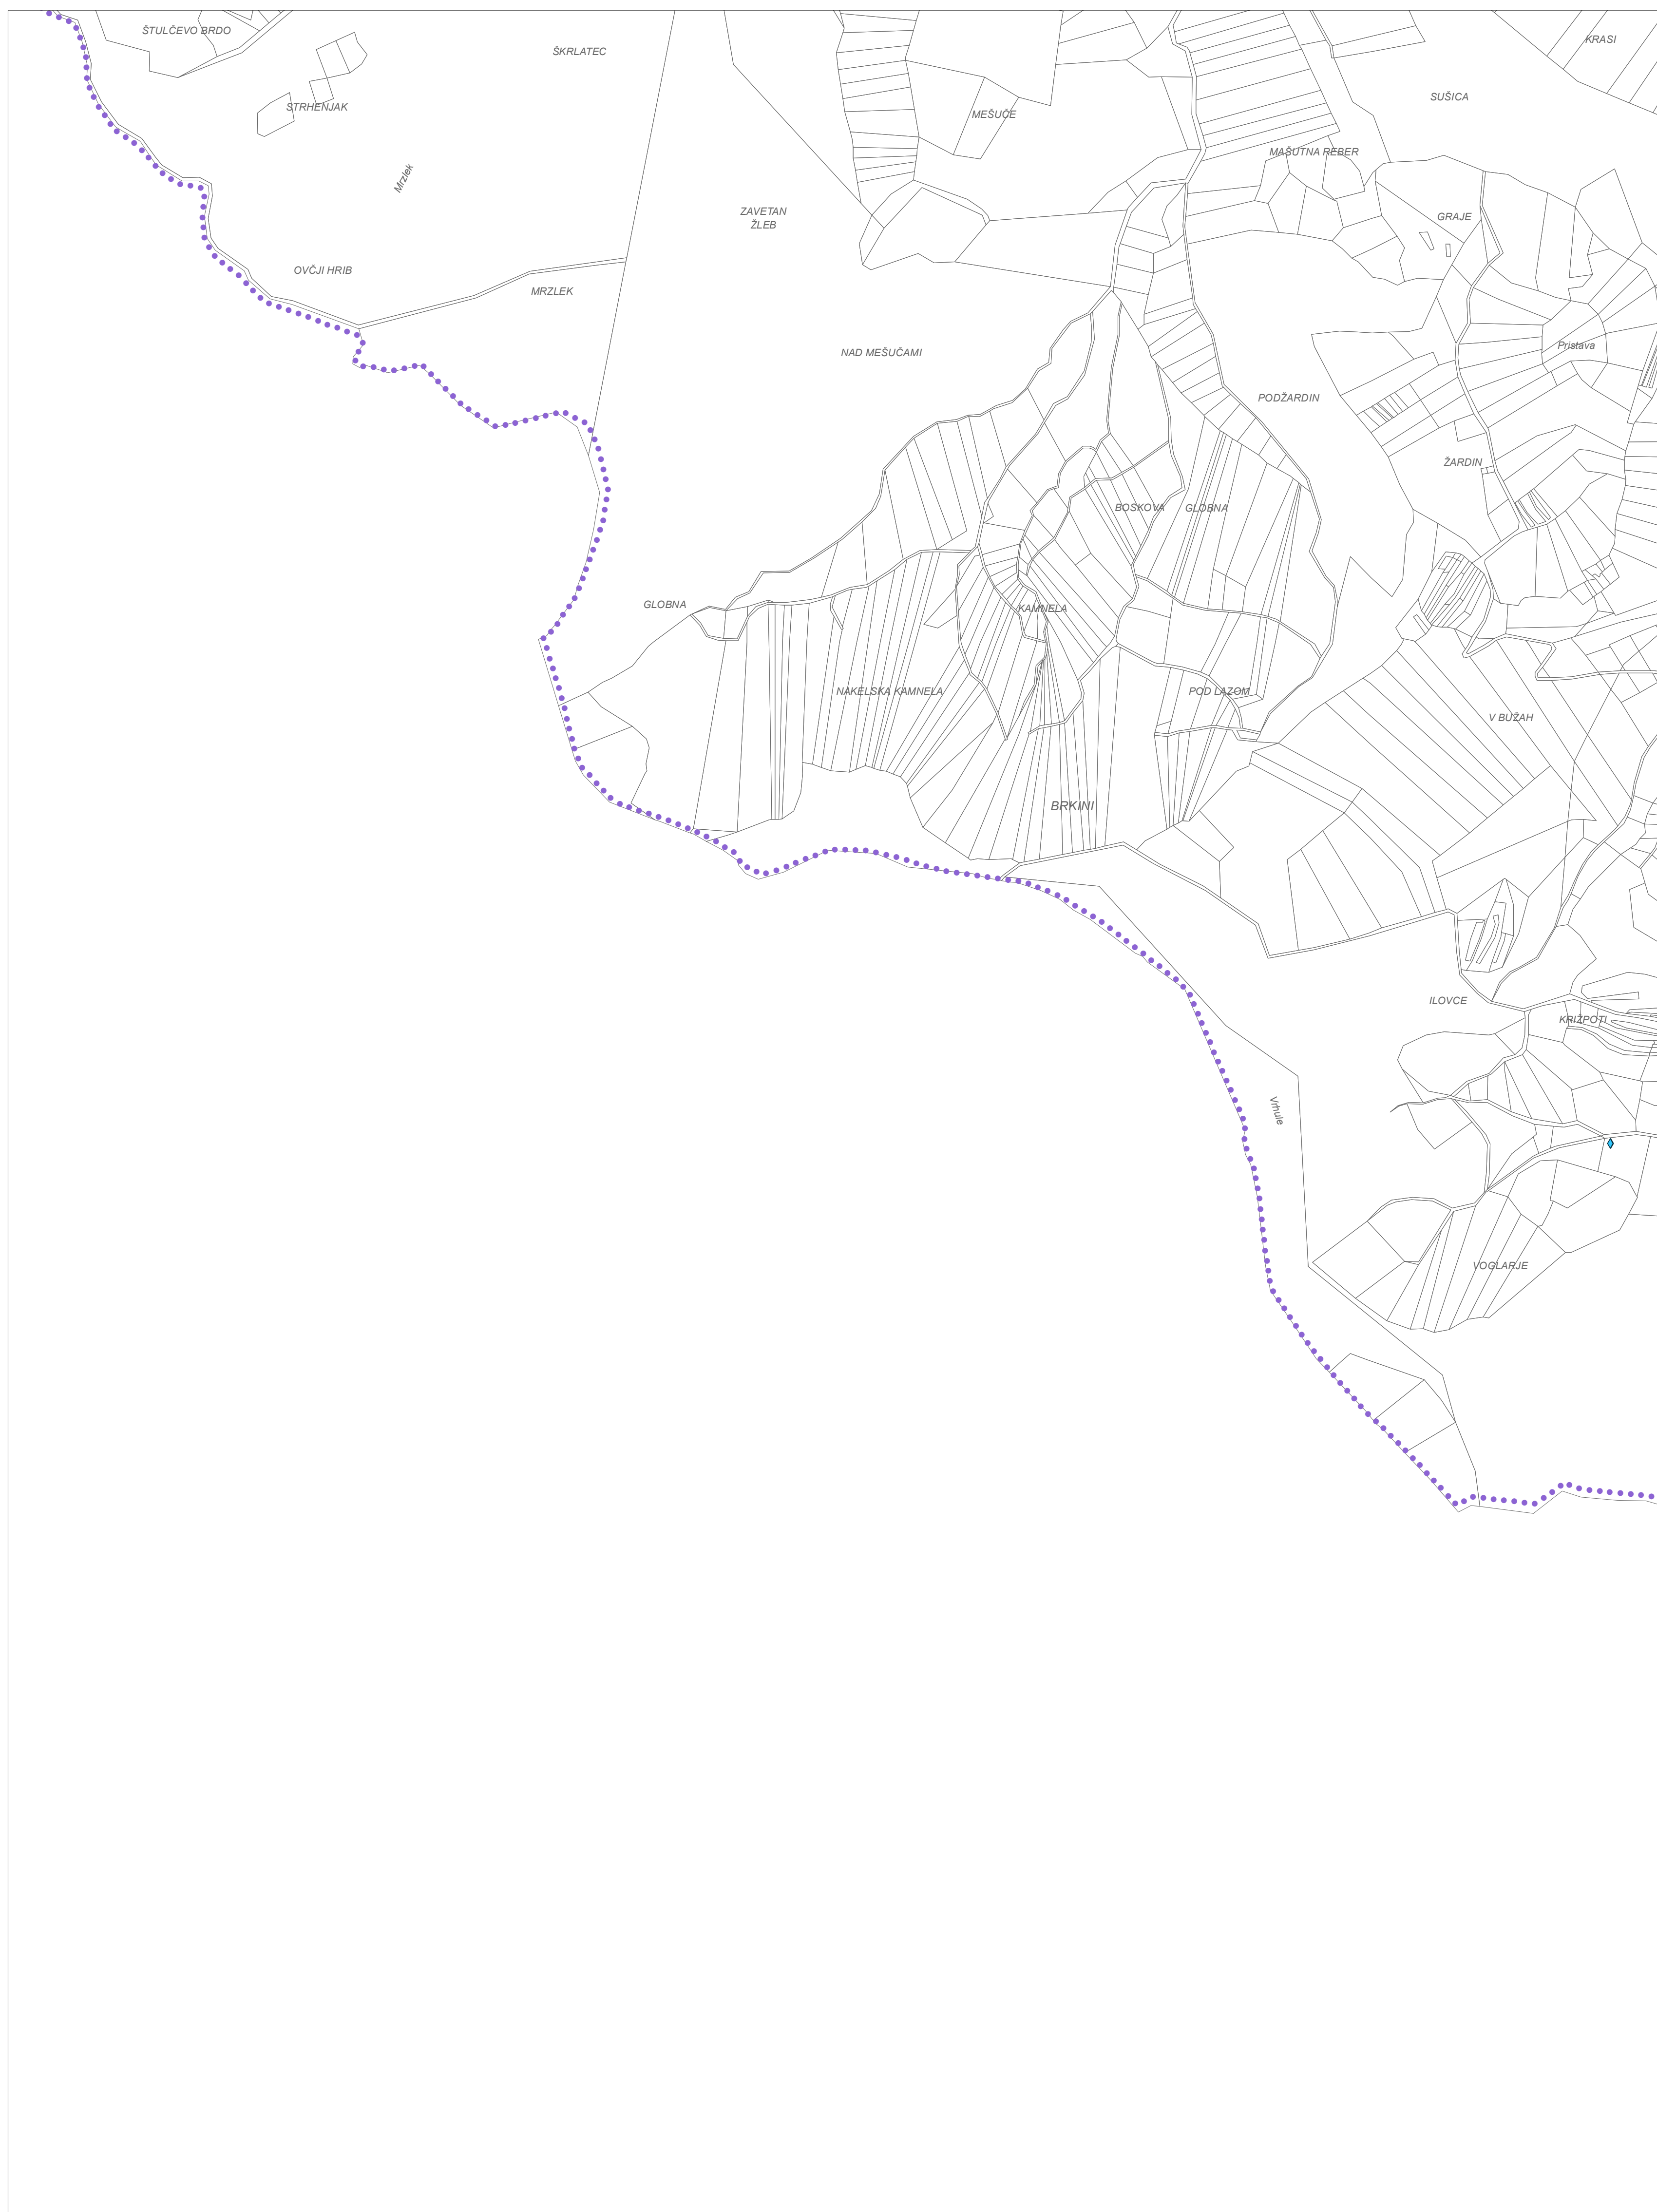 ŠTULČEVO BRDO
ŠKRLATEC
KRASI
SUŠICA
STRHENJAK
MEŠUČE
MAŠUTNA REBER
Mrzlek
ZAVETAN
ŽLEB
GRAJE
OVČJI HRIB
MRZLEK
Pristava
NAD MEŠUČAMI
PODŽARDIN
ŽARDIN
BOSKOVA
GLOBNA
GLOBNA
KAMNELA
NAKELSKA KAMNELA
POD LAZOM
V BUŽAH
BRKINI
ILOVCE
KRIŽPOTI
Vrhule
VOGLARJE